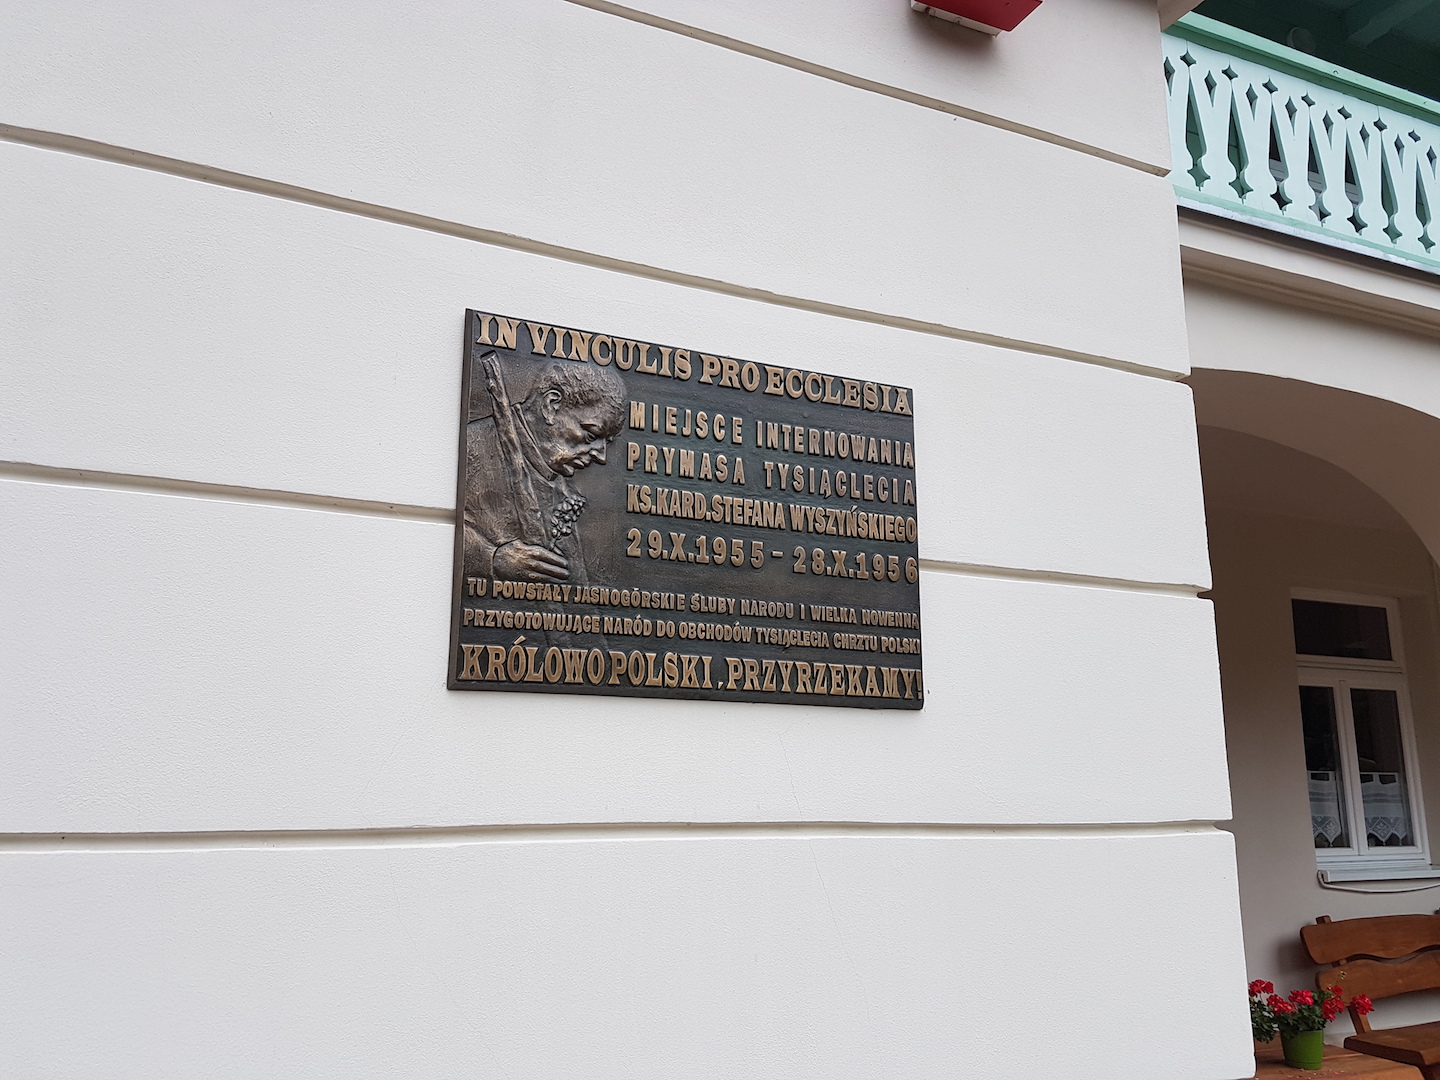 IN VINCULIS PRO ECCLESIA
MIEJSCE INTERNOWANIA
PRYMASA TYSIĄCLECIA
KS.KARD.STEFANA WYSZYŃSKIEGO
29.X.1955 - 28.X.1956
TU POWSTAŁY JASNOGÓRSKIE ŚLUBY NARODU I WIELKA NOWENNA
PRZYGOTOWUJĄCE NARÓD DO OBCHODÓW TYSIĄCLECIA CHRZTU POLSKI
KRÓLOWO POLSKI, PRZYRZEKAMY!